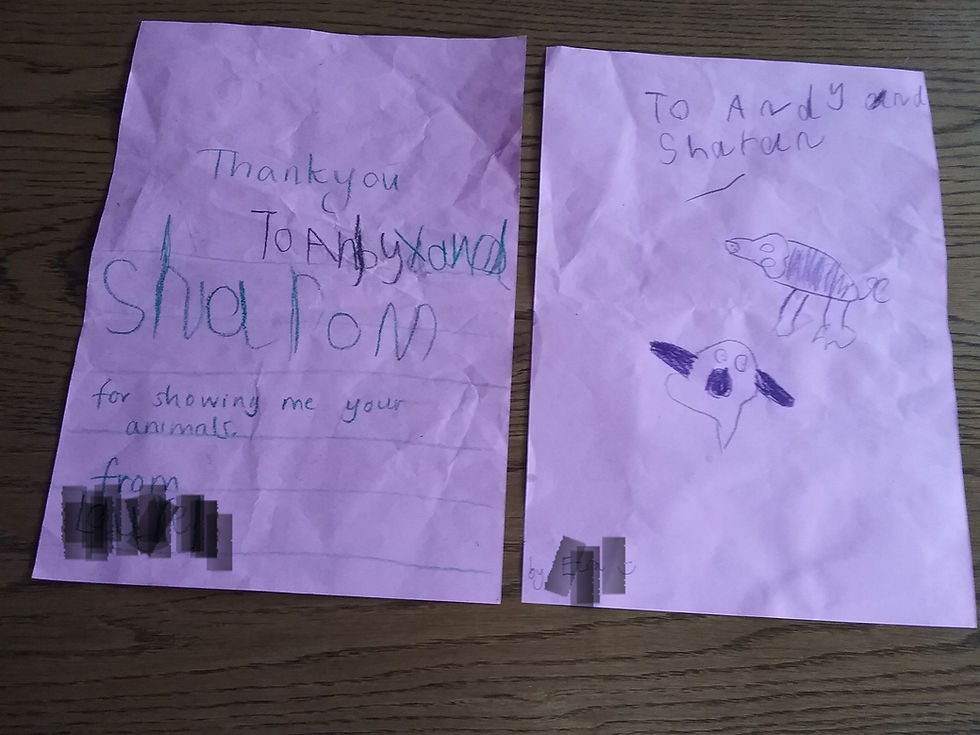 Thankyou
To Andy and
Sharon
for showing me your
animals.
from
To Andy and
Sharan
by